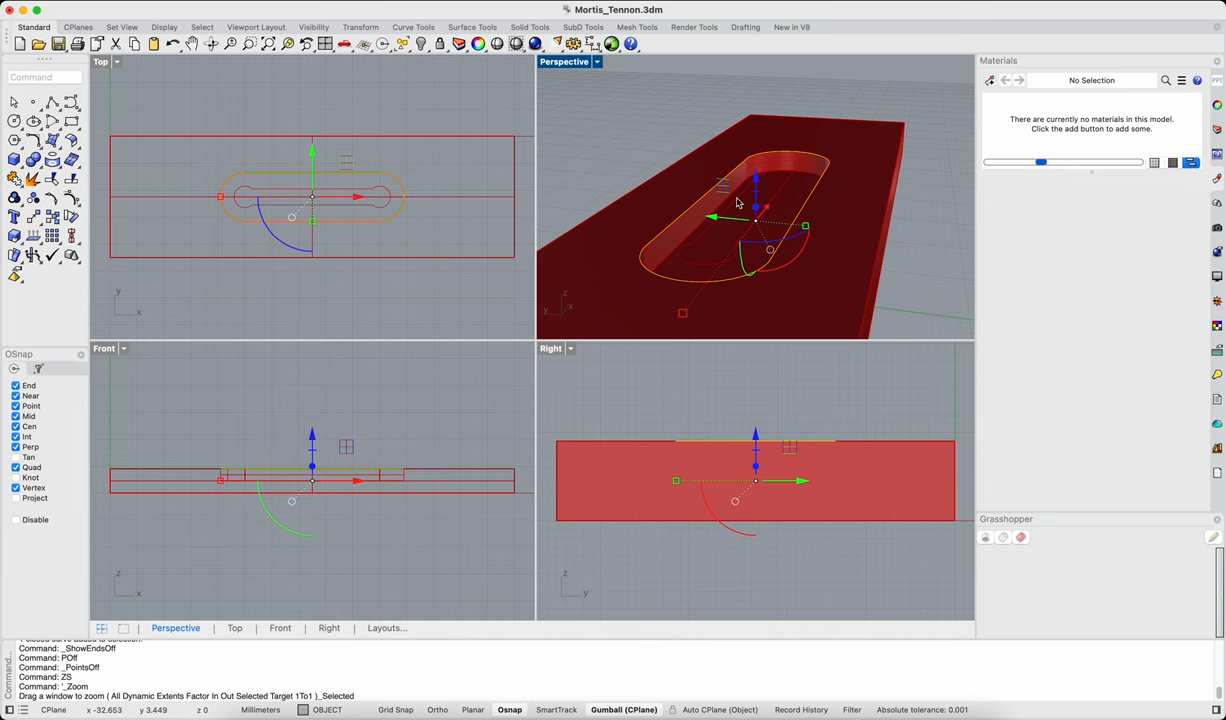 Mortis_Tennon.3dm
Standard CPlanes Set View Display Select Viewport Layout Visibility Transform Curve Tools Surface Tools Solid Tools SubD Tools Mesh Tools Render Tools Drafting New in V8
Command
Top
Perspective
Front
Right
y
x
z
y
x
z
x
z
y
OSnap
End
Near
Point
Mid
Cen
Int
Perp
Tan
Quad
Knot
Vertex
Project
Disable
Materials
No Selection
There are currently no materials in this model.
Click the add button to add some.
Grasshopper
Perspective Top Front Right Layouts...
Command: _ShowEndsOff
Command: POff
Command: _PointsOff
Command: ZS
Command: '_Zoom
Drag a window to zoom ( All Dynamic Extents Factor In Out Selected Target 1To1 )_Selected
Command...
CPlane x -32.653 y 3.449 z 0 Millimeters OBJECT Grid Snap Ortho Planar Osnap SmartTrack Gumball (CPlane) Auto CPlane (Object) Record History Filter Absolute tolerance: 0.001